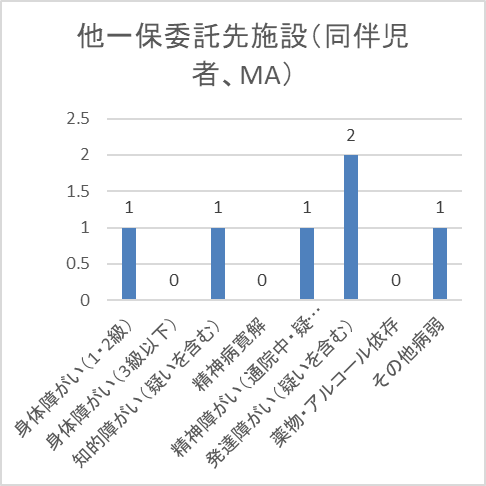 他一保委託先施設（同伴児
者、MA）
2.5
2
1.5
1
0.5
0
1
0
1
0
1
2
0
1
身体障がい（1・2級）
身体障がい（3級以下）
知的障がい（疑いを含む）
精神病寛解
精神障がい（通院中・疑…
発達障がい（疑いを含む）
薬物・アルコール依存
その他病弱